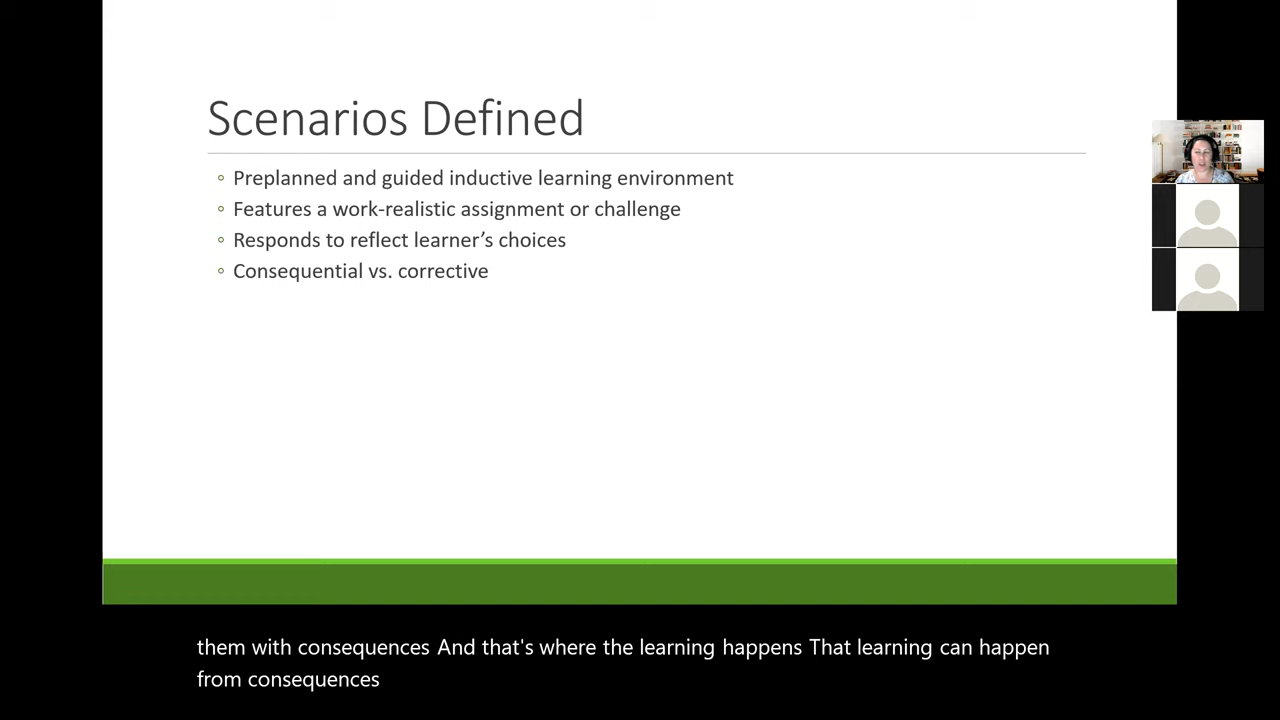 Scenarios Defined
Preplanned and guided inductive learning environment
Features a work-realistic assignment or challenge
Responds to reflect learner’s choices
Consequential vs. corrective
them with consequences And that's where the learning happens That learning can happen
from consequences